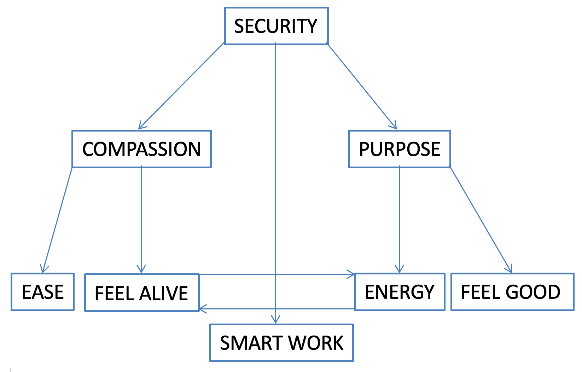 SECURITY
COMPASSION
PURPOSE
EASE
FEEL ALIVE
ENERGY
FEEL GOOD
SMART WORK